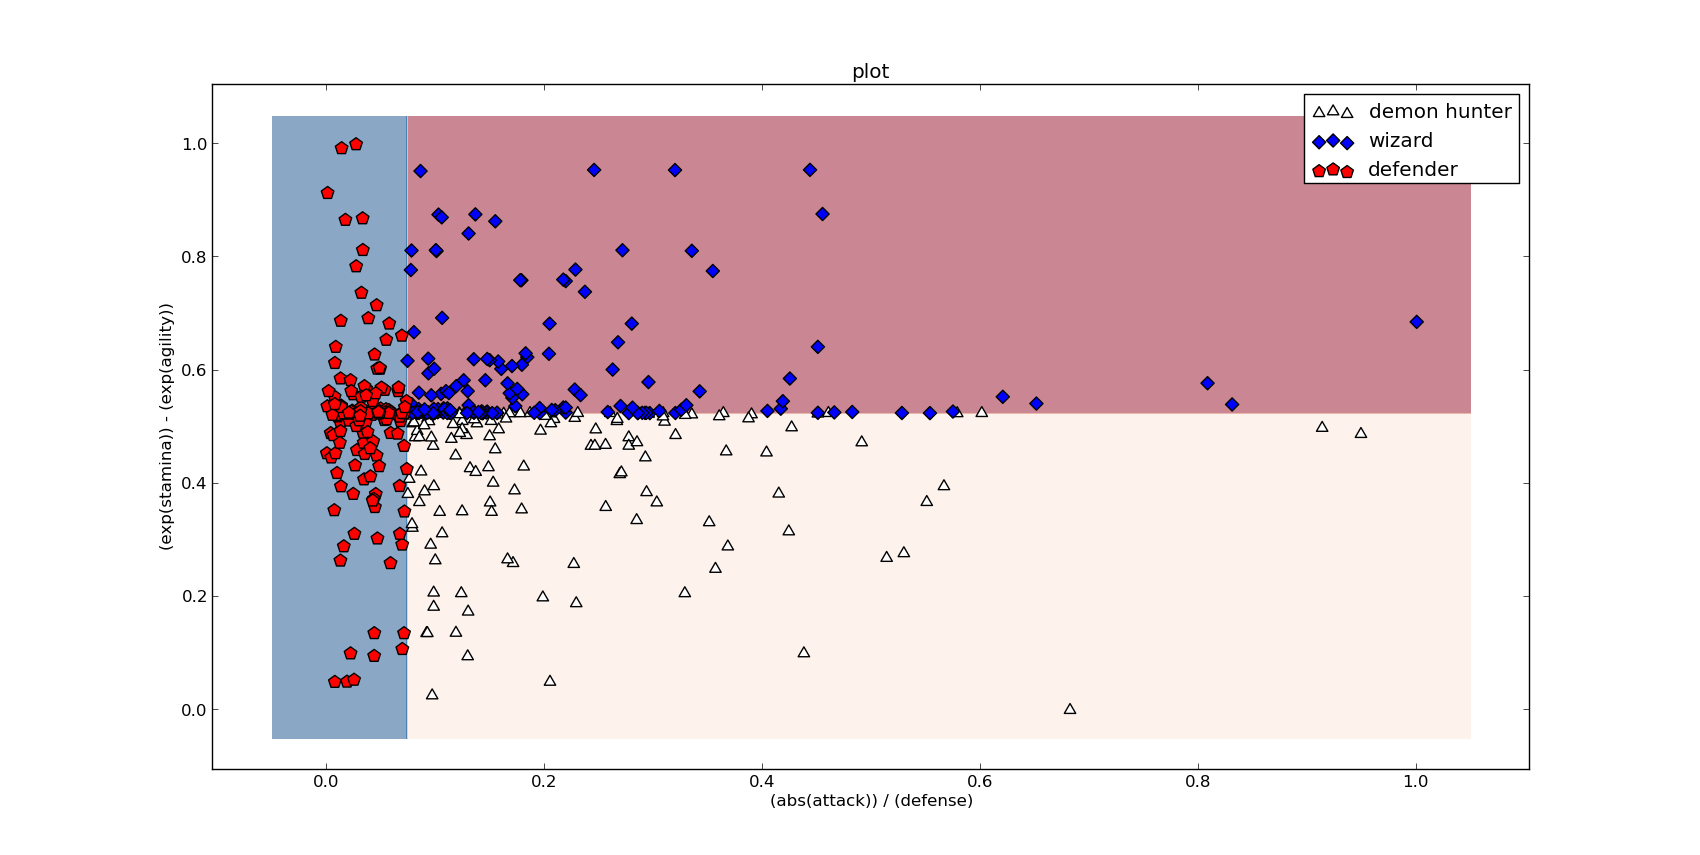 plot
demon hunter
wizard
defender
1.0
0.8
0.6
0.4
0.2
0.0
(exp(stamina)) - (exp(agility))
0.0 0.2 0.4 0.6 0.8 1.0
(abs(attack)) / (defense)